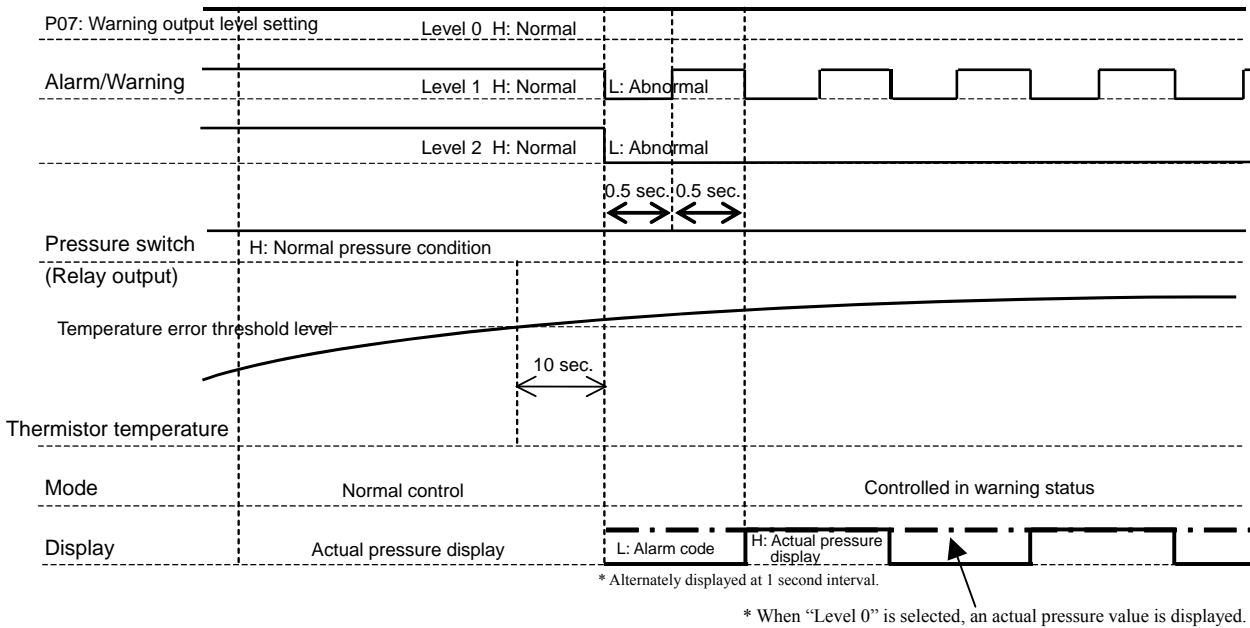 P07: Warning output level setting
Level 0 H: Normal
Alarm/Warning
Level 1 H: Normal
L: Abnormal
Level 2 H: Normal
L: Abnormal
0.5 sec.
0.5 sec.
Pressure switch
(Relay output)
H: Normal pressure condition
Temperature error threshold level
10 sec.
Thermistor temperature
Mode
Normal control
Controlled in warning status
Display
Actual pressure display
L: Alarm code
H: Actual pressure
display
* Alternately displayed at 1 second interval.
* When “Level 0” is selected, an actual pressure value is displayed.